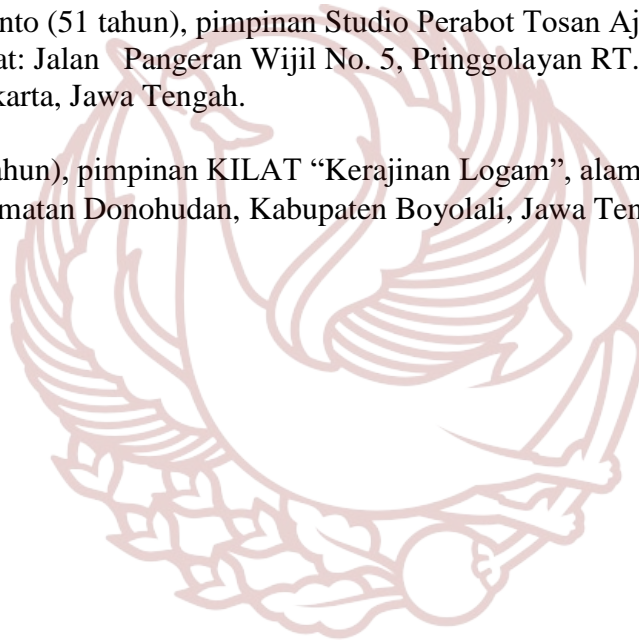 nto (51 tahun), pimpinan Studio Perabot Tosan Aj
at: Jalan Pangeran Wijil No. 5, Pringgolayan RT.
karta, Jawa Tengah.
ahun), pimpinan KILAT “Kerajinan Logam”, alam
matan Donohudan, Kabupaten Boyolali, Jawa Ten